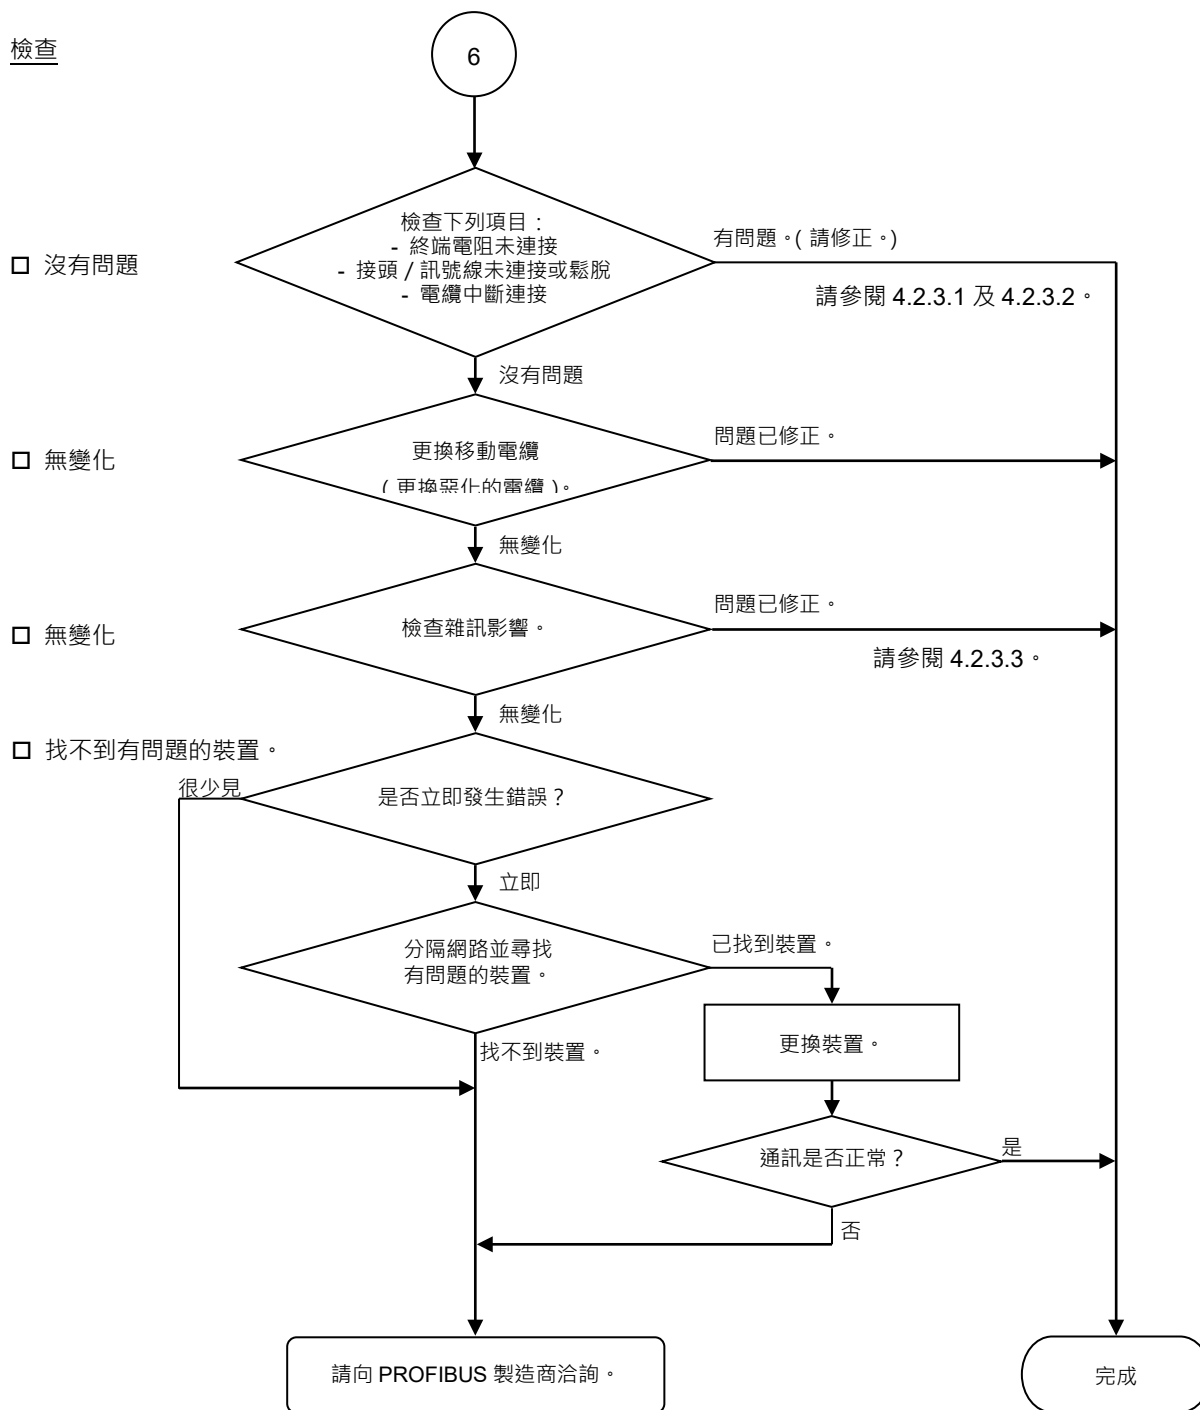 檢查
6
檢查下列項目：
- 終端電阻未連接
- 接頭 / 訊號線未連接或鬆脫
- 電纜中斷連接
有問題。( 請修正。)
□ 沒有問題
請參閱 4.2.3.1 及 4.2.3.2。
沒有問題
更換移動電纜
( 更換惡化的電纜 )。
問題已修正。
□ 無變化
無變化
檢查雜訊影響。
問題已修正。
□ 無變化
請參閱 4.2.3.3。
無變化
□ 找不到有問題的裝置。
很少見
是否立即發生錯誤？
立即
分隔網路並尋找
有問題的裝置。
已找到裝置。
更換裝置。
找不到裝置。
通訊是否正常？
是
否
請向 PROFIBUS 製造商洽詢。
完成